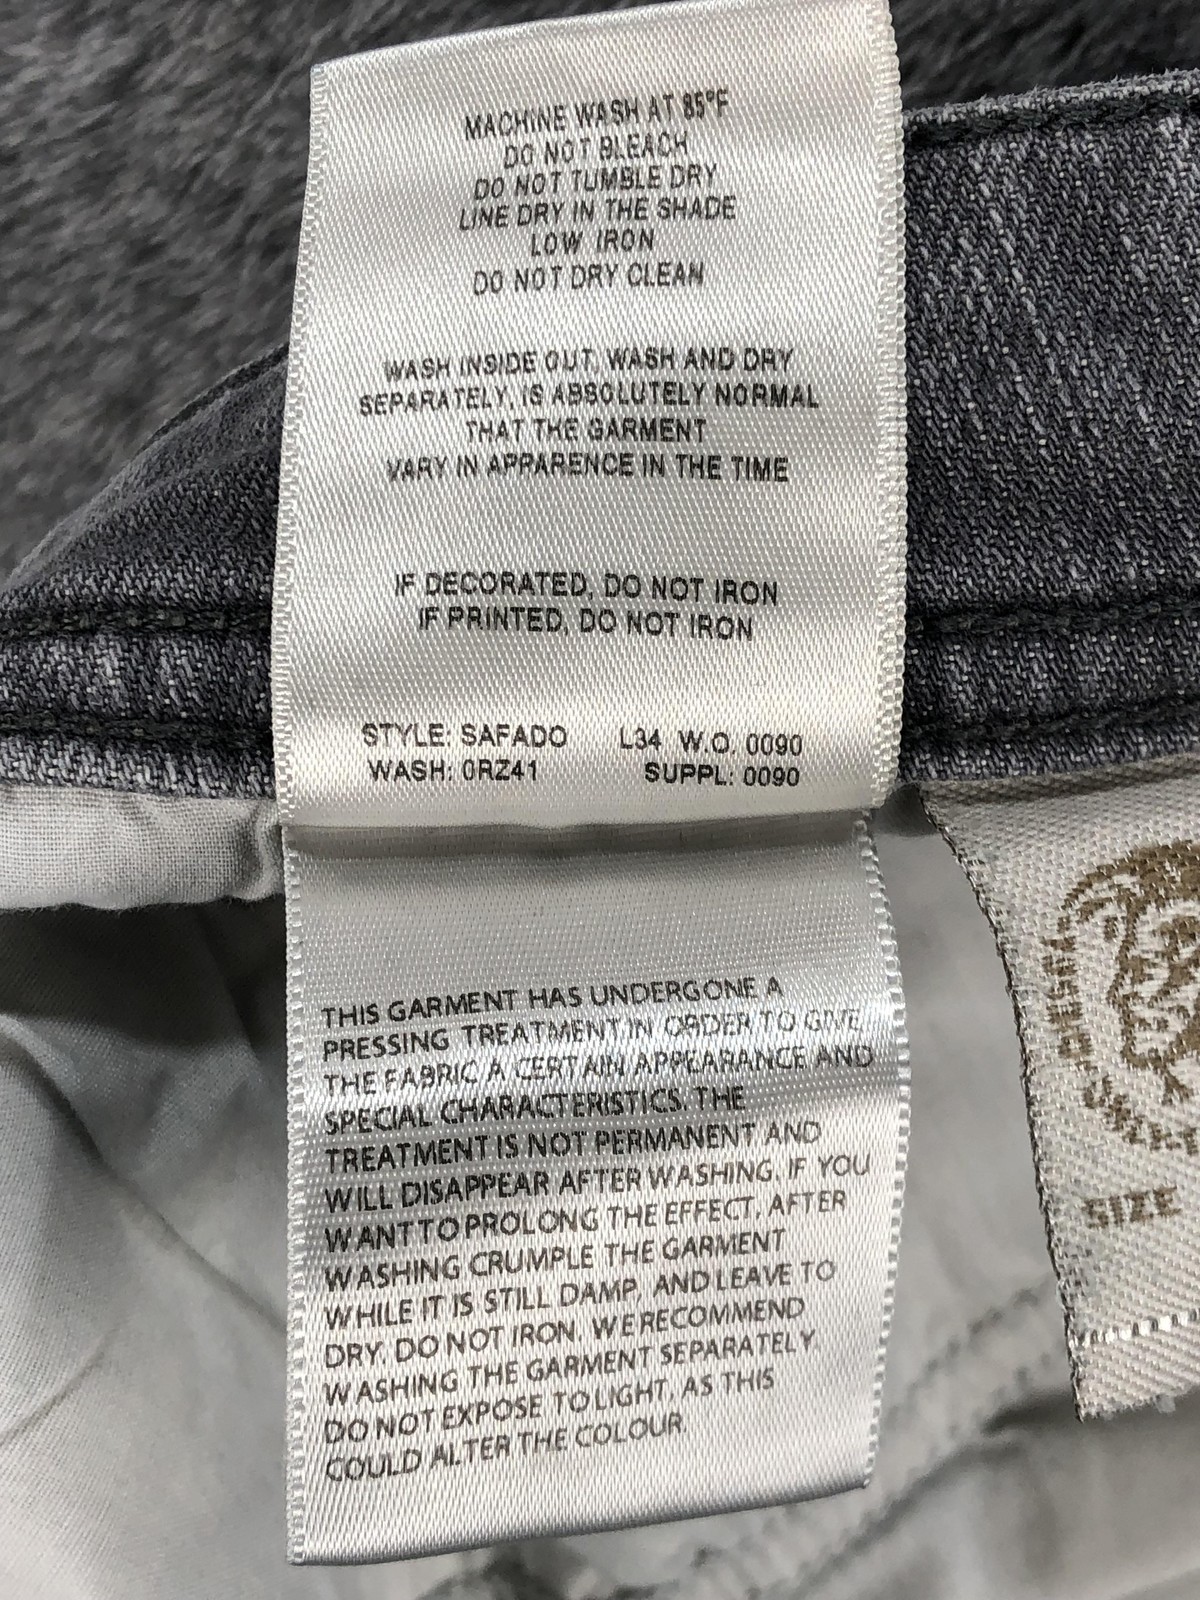 MACHINE WASH AT 85°F
DO NOT BLEACH
DO NOT TUMBLE DRY
LINE DRY IN THE SHADE
LOW IRON
DO NOT DRY CLEAN
WASH INSIDE OUT, WASH AND DRY
SEPARATELY, IS ABSOLUTELY NORMAL
THAT THE GARMENT
VARY IN APPARENCE IN THE TIME
IF DECORATED, DO NOT IRON
IF PRINTED, DO NOT IRON
STYLE: SAFADO L34 W.O. 0090
WASH: 0RZ41 SUPPL: 0090
THIS GARMENT HAS UNDERGONE A
PRESSING TREATMENT IN ORDER TO GIVE
THE FABRIC A CERTAIN APPEARANCE AND
SPECIAL CHARACTERISTICS. THE
TREATMENT IS NOT PERMANENT AND
WILL DISAPPEAR AFTER WASHING. IF YOU
WANT TO PROLONG THE EFFECT, AFTER
WASHING CRUMPLE THE GARMENT
WHILE IT IS STILL DAMP, AND LEAVE TO
DRY. DO NOT IRON. WE RECOMMEND
WASHING THE GARMENT SEPARATELY.
DO NOT EXPOSE TO LIGHT, AS THIS
COULD ALTER THE COLOUR.
SIZE